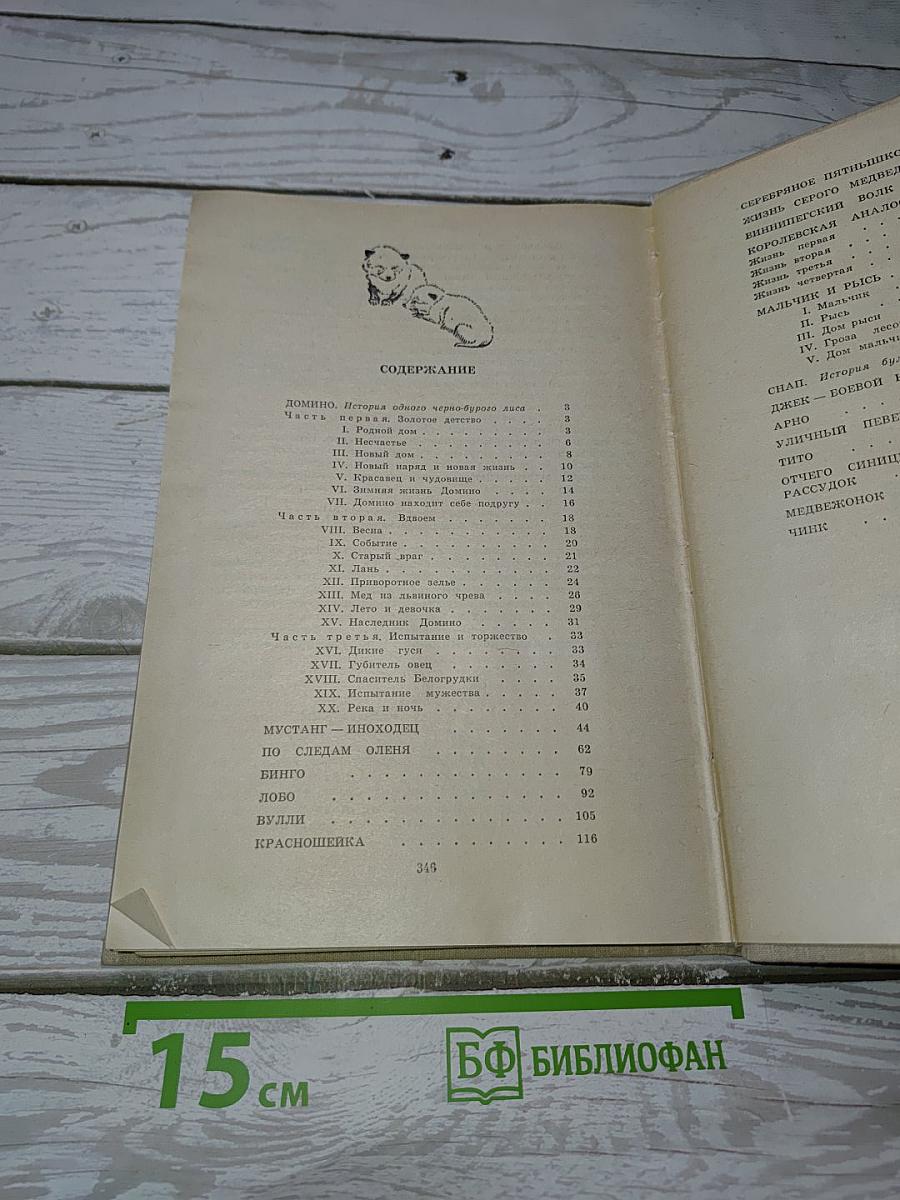 СОДЕРЖАНИЕ
ДОМИНО. История одного черно-бурого лиса . 3
Часть первая. Золотое детство . . . . 3
I. Родной дом . . . . . . . . . 3
II. Несчастье . . . . . . . . . 6
III. Новый дом . . . . . . . . . 8
IV. Новый наряд и новая жизнь . . 10
V. Красавец и чудовище . . . . . 12
VI. Зимняя жизнь Домино . . . . . 14
VII. Домино находит себе подругу . . 16
Часть вторая. Вдвоем . . . . . . . 18
VIII. Весна . . . . . . . . . . . 18
IX. Событие . . . . . . . . . . 20
X. Старый враг . . . . . . . . 21
XI. Лань . . . . . . . . . . . 22
XII. Приворотное зелье . . . . . . 24
XIII. Мед из львиного чрева . . . . 26
XIV. Лето и девочка . . . . . . . 29
XV. Наследник Домино . . . . . 31
Часть третья. Испытание и торжество . 33
XVI. Дикие гуси . . . . . . . . 33
XVII. Губитель овец . . . . . . . 34
XVIII. Спаситель Белогрудки . . . . 35
XIX. Испытание мужества . . . . . 37
XX. Река и ночь . . . . . . . . 40
МУСТАНГ — ИНОХОДЕЦ . . . . . . . 44
ПО СЛЕДАМ ОЛЕНЯ . . . . . . . . 62
БИНГО . . . . . . . . . . . . 79
ЛОБО . . . . . . . . . . . . . 92
ВУЛЛИ . . . . . . . . . . . . . 105
КРАСНОШЕЙКА . . . . . . . . . . 116
346
СЕРЕБРЯНОЕ ПЯТНЫШКО
ЖИЗНЬ СЕРОГО МЕДВЕД
ВИННИПЕГСКИЙ ВОЛК
КОРОЛЕВСКАЯ АНАЛОС
Жизнь первая . . .
Жизнь вторая . . .
Жизнь третья . . .
Жизнь четвертая . .
МАЛЬЧИК И РЫСЬ .
I. Мальчик .
II. Рысь . .
III. Дом рыси
IV. Гроза лесо
V. Дом мальчи
СНАП. История бул
ДЖЕК — БОЕВОЙ
АРНО . . .
УЛИЧНЫЙ ПЕВЕ
ТИТО . . .
ОТЧЕГО СИНИЦ
РАССУДОК
МЕДВЕЖОНОК
ЧИНК . .
15 см
БФ БИБЛИОФАН